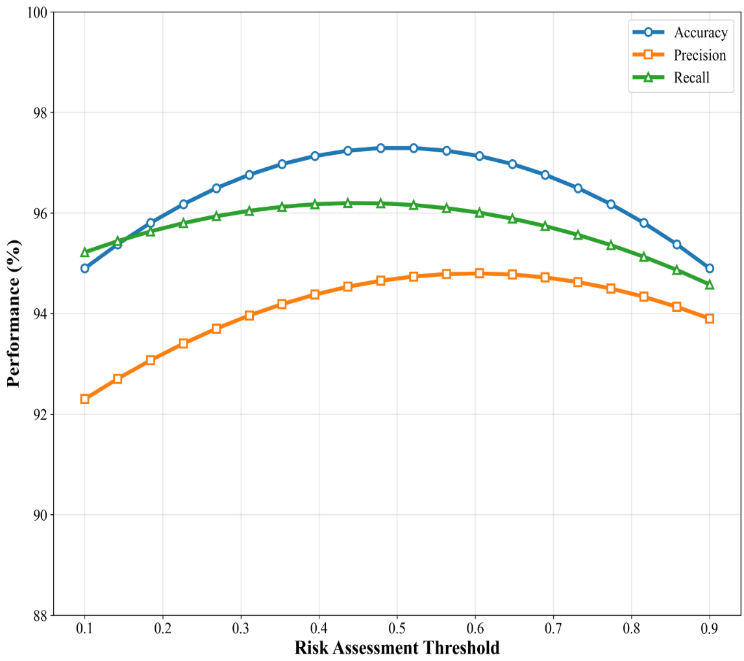 100
98
96
94
92
90
88
Performance (%)
Accuracy
Precision
Recall
0.1 0.2 0.3 0.4 0.5 0.6 0.7 0.8 0.9
Risk Assessment Threshold